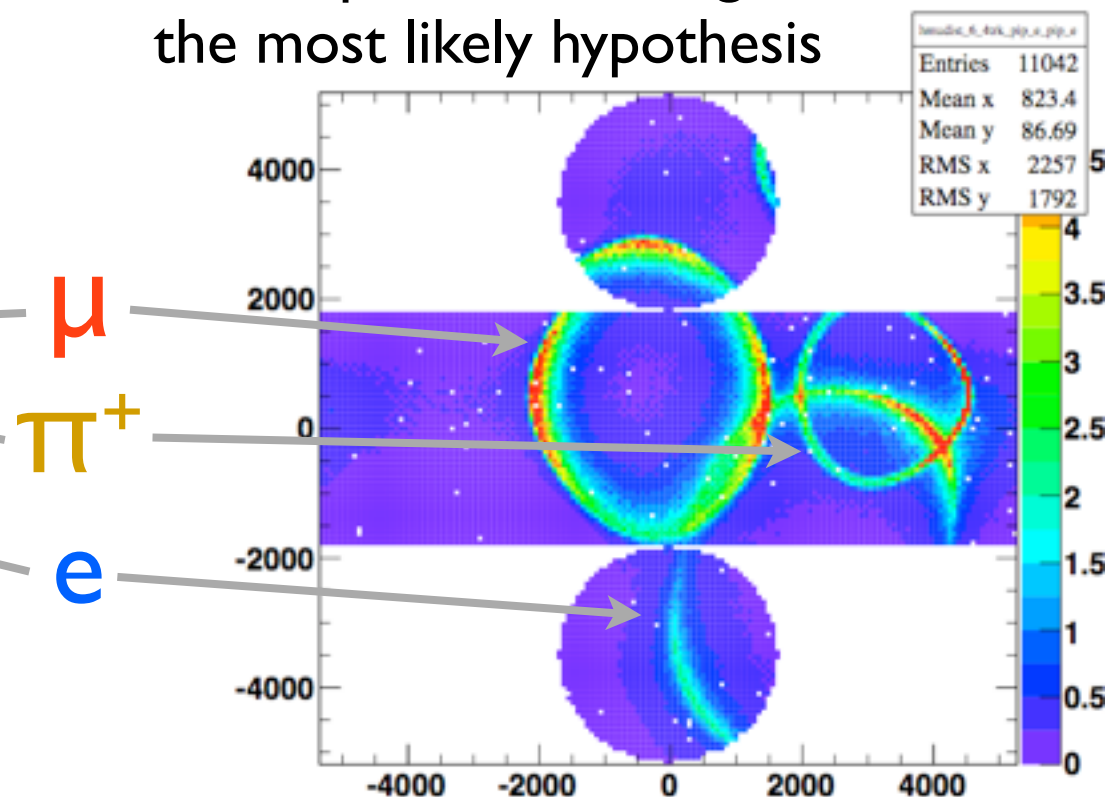 the most likely hypothesis
Entries 11042
Mean x 823.4
Mean y 86.69
RMS x 2257
RMS y 1792
4000
2000
0
-2000
-4000
μ
π+
e
-4000 -2000 0 2000 4000
5
4
3.5
3
2.5
2
1.5
1
0.5
0